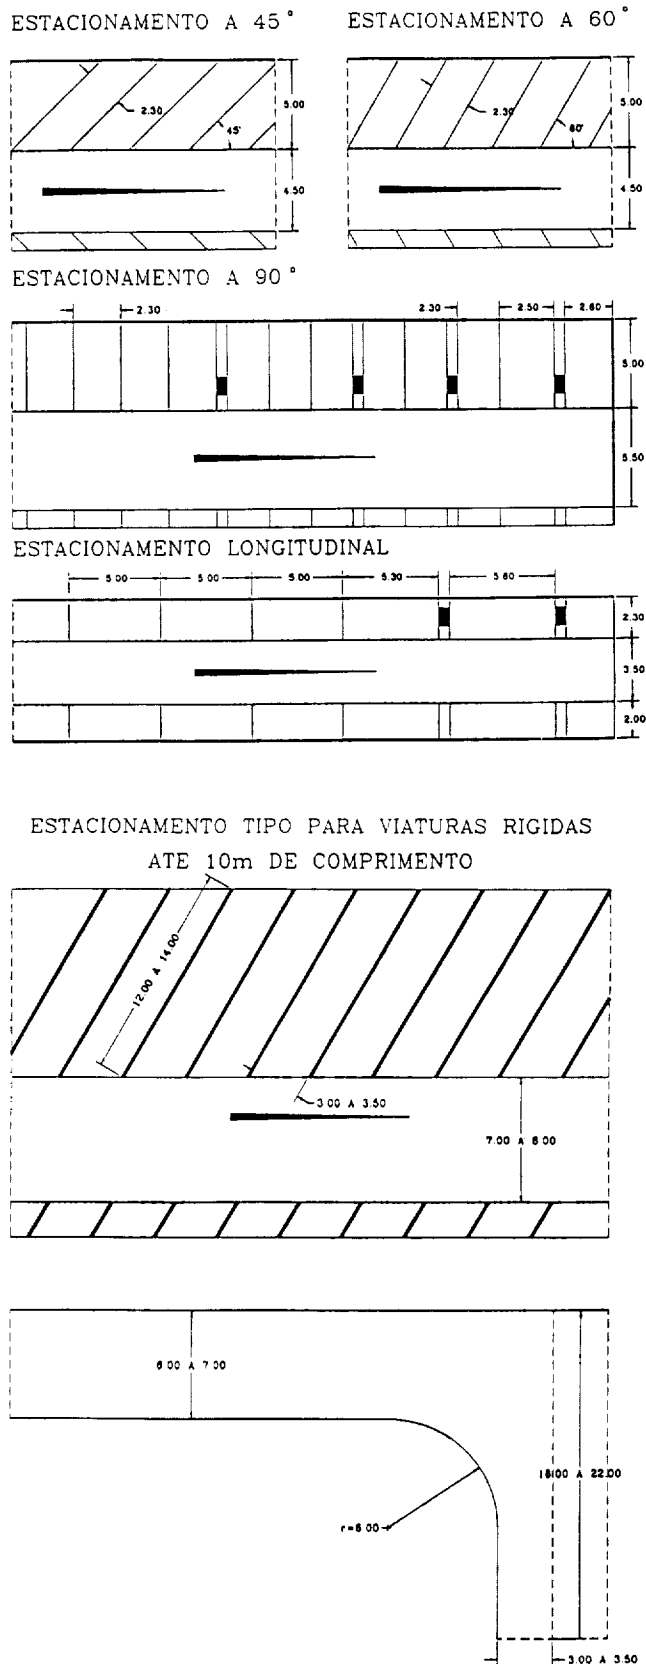 ESTACIONAMENTO A 45°
ESTACIONAMENTO A 60°
2.30
45°
5.00
4.50
2.30
60°
5.00
4.50
ESTACIONAMENTO A 90°
2.30
2.30
2.50
2.60
5.00
5.50
ESTACIONAMENTO LONGITUDINAL
5.00
5.00
5.00
5.30
5.60
2.30
3.50
2.00
ESTACIONAMENTO TIPO PARA VIATURAS RIGIDAS
ATE 10m DE COMPRIMENTO
12.00 A 14.00
3.00 A 3.50
7.00 A 8.00
6.00 A 7.00
18.00 A 22.00
r=6.00
3.00 A 3.50